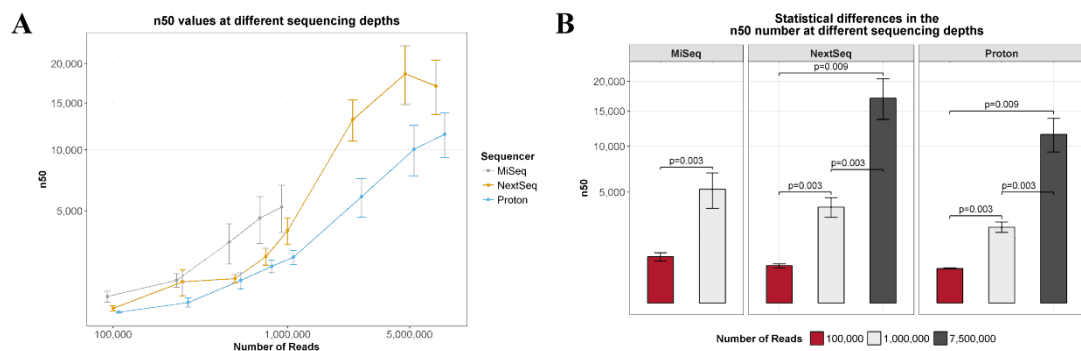 A
n50 values at different sequencing depths
20,000
15,000
10,000
5,000
n50
100,000
1,000,000
5,000,000
Number of Reads
Sequencer
MiSeq
NextSeq
Proton
B
Statistical differences in the
n50 number at different sequencing depths
MiSeq
NextSeq
Proton
20,000
15,000
10,000
5,000
n50
p=0.003
p=0.009
p=0.003
p=0.003
p=0.009
p=0.003
p=0.003
Number of Reads
100,000
1,000,000
7,500,000